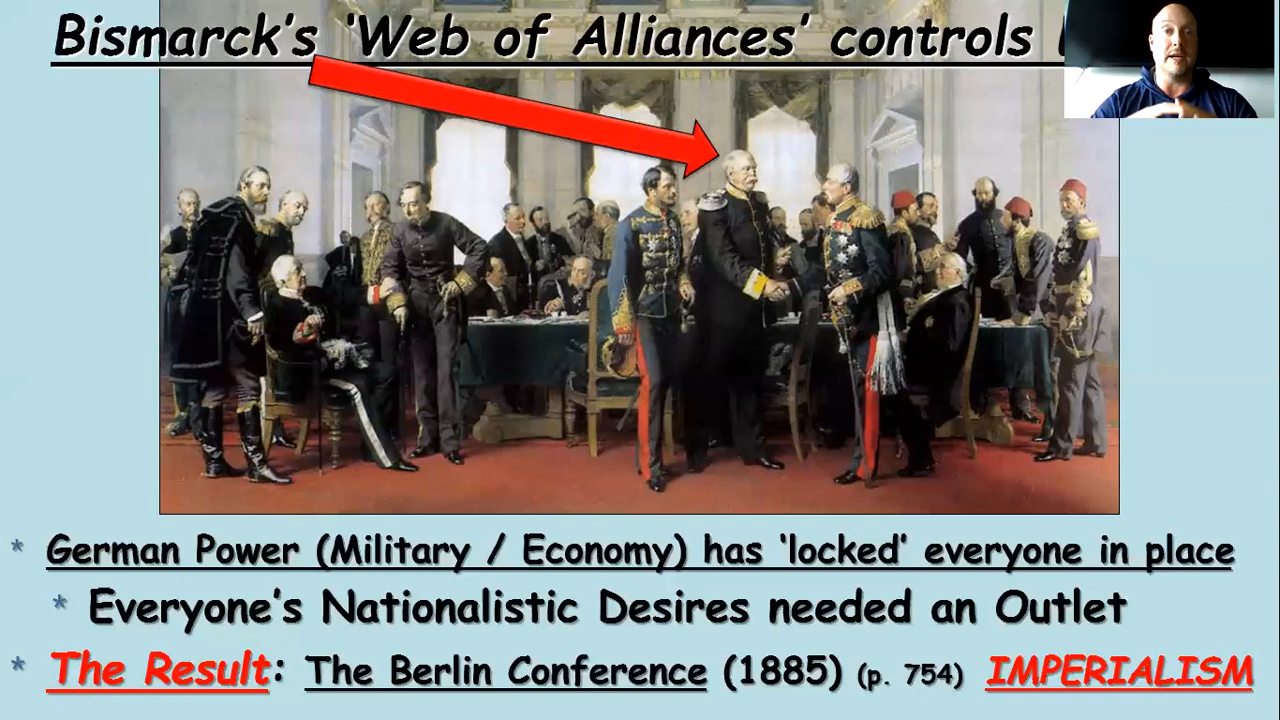 Bismarck's 'Web of Alliances' controls
* German Power (Military / Economy) has 'locked' everyone in place
* Everyone's Nationalistic Desires needed an Outlet
* The Result: The Berlin Conference (1885) (p. 754) IMPERIALISM